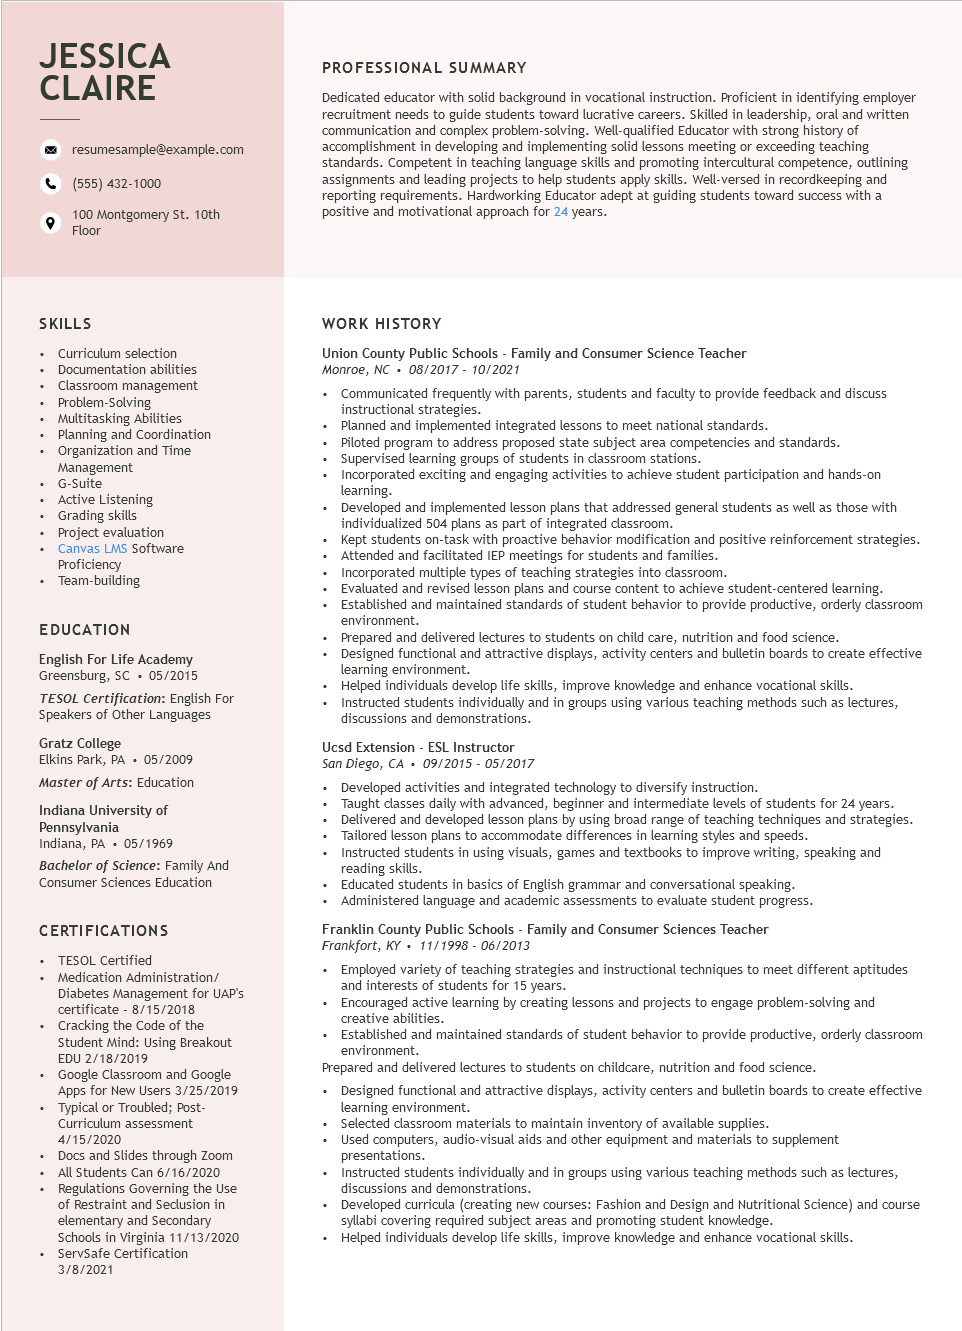 JESSICA
CLAIRE
resumesample@example.com
(555) 432-1000
100 Montgomery St. 10th
Floor
PROFESSIONAL SUMMARY
Dedicated educator with solid background in vocational instruction. Proficient in identifying employer
recruitment needs to guide students toward lucrative careers. Skilled in leadership, oral and written
communication and complex problem-solving. Well-qualified Educator with strong history of
accomplishment in developing and implementing solid lessons meeting or exceeding teaching
standards. Competent in teaching language skills and promoting intercultural competence, outlining
assignments and leading projects to help students apply skills. Well-versed in recordkeeping and
reporting requirements. Hardworking Educator adept at guiding students toward success with a
positive and motivational approach for 24 years.
SKILLS
• Curriculum selection
• Documentation abilities
• Classroom management
• Problem-Solving
• Multitasking Abilities
• Planning and Coordination
• Organization and Time
Management
• G-Suite
• Active Listening
• Grading skills
• Project evaluation
• Canvas LMS Software
Proficiency
• Team-building
EDUCATION
English For Life Academy
Greensburg, SC • 05/2015
TESOL Certification: English For
Speakers of Other Languages
Gratz College
Elkins Park, PA • 05/2009
Master of Arts: Education
Indiana University of
Pennsylvania
Indiana, PA • 05/1969
Bachelor of Science: Family And
Consumer Sciences Education
CERTIFICATIONS
• TESOL Certified
• Medication Administration/
Diabetes Management for UAP's
certificate - 8/15/2018
• Cracking the Code of the
Student Mind: Using Breakout
EDU 2/18/2019
• Google Classroom and Google
Apps for New Users 3/25/2019
• Typical or Troubled; Post-
Curriculum assessment
4/15/2020
• Docs and Slides through Zoom
• All Students Can 6/16/2020
• Regulations Governing the Use
of Restraint and Seclusion in
elementary and Secondary
Schools in Virginia 11/13/2020
• ServSafe Certification
3/8/2021
WORK HISTORY
Union County Public Schools - Family and Consumer Science Teacher
Monroe, NC • 08/2017 - 10/2021
• Communicated frequently with parents, students and faculty to provide feedback and discuss
instructional strategies.
• Planned and implemented integrated lessons to meet national standards.
• Piloted program to address proposed state subject area competencies and standards.
• Supervised learning groups of students in classroom stations.
• Incorporated exciting and engaging activities to achieve student participation and hands-on
learning.
• Developed and implemented lesson plans that addressed general students as well as those with
individualized 504 plans as part of integrated classroom.
• Kept students on-task with proactive behavior modification and positive reinforcement strategies.
• Attended and facilitated IEP meetings for students and families.
• Incorporated multiple types of teaching strategies into classroom.
• Evaluated and revised lesson plans and course content to achieve student-centered learning.
• Established and maintained standards of student behavior to provide productive, orderly classroom
environment.
• Prepared and delivered lectures to students on child care, nutrition and food science.
• Designed functional and attractive displays, activity centers and bulletin boards to create effective
learning environment.
• Helped individuals develop life skills, improve knowledge and enhance vocational skills.
• Instructed students individually and in groups using various teaching methods such as lectures,
discussions and demonstrations.
Ucsd Extension - ESL Instructor
San Diego, CA • 09/2015 - 05/2017
• Developed activities and integrated technology to diversify instruction.
• Taught classes daily with advanced, beginner and intermediate levels of students for 24 years.
• Delivered and developed lesson plans by using broad range of teaching techniques and strategies.
• Tailored lesson plans to accommodate differences in learning styles and speeds.
• Instructed students in using visuals, games and textbooks to improve writing, speaking and
reading skills.
• Educated students in basics of English grammar and conversational speaking.
• Administered language and academic assessments to evaluate student progress.
Franklin County Public Schools - Family and Consumer Sciences Teacher
Frankfort, KY • 11/1998 - 06/2013
• Employed variety of teaching strategies and instructional techniques to meet different aptitudes
and interests of students for 15 years.
• Encouraged active learning by creating lessons and projects to engage problem-solving and
creative abilities.
• Established and maintained standards of student behavior to provide productive, orderly classroom
environment.
Prepared and delivered lectures to students on childcare, nutrition and food science.
• Designed functional and attractive displays, activity centers and bulletin boards to create effective
learning environment.
• Selected classroom materials to maintain inventory of available supplies.
• Used computers, audio-visual aids and other equipment and materials to supplement
presentations.
• Instructed students individually and in groups using various teaching methods such as lectures,
discussions and demonstrations.
• Developed curricula (creating new courses: Fashion and Design and Nutritional Science) and course
syllabi covering required subject areas and promoting student knowledge.
• Helped individuals develop life skills, improve knowledge and enhance vocational skills.